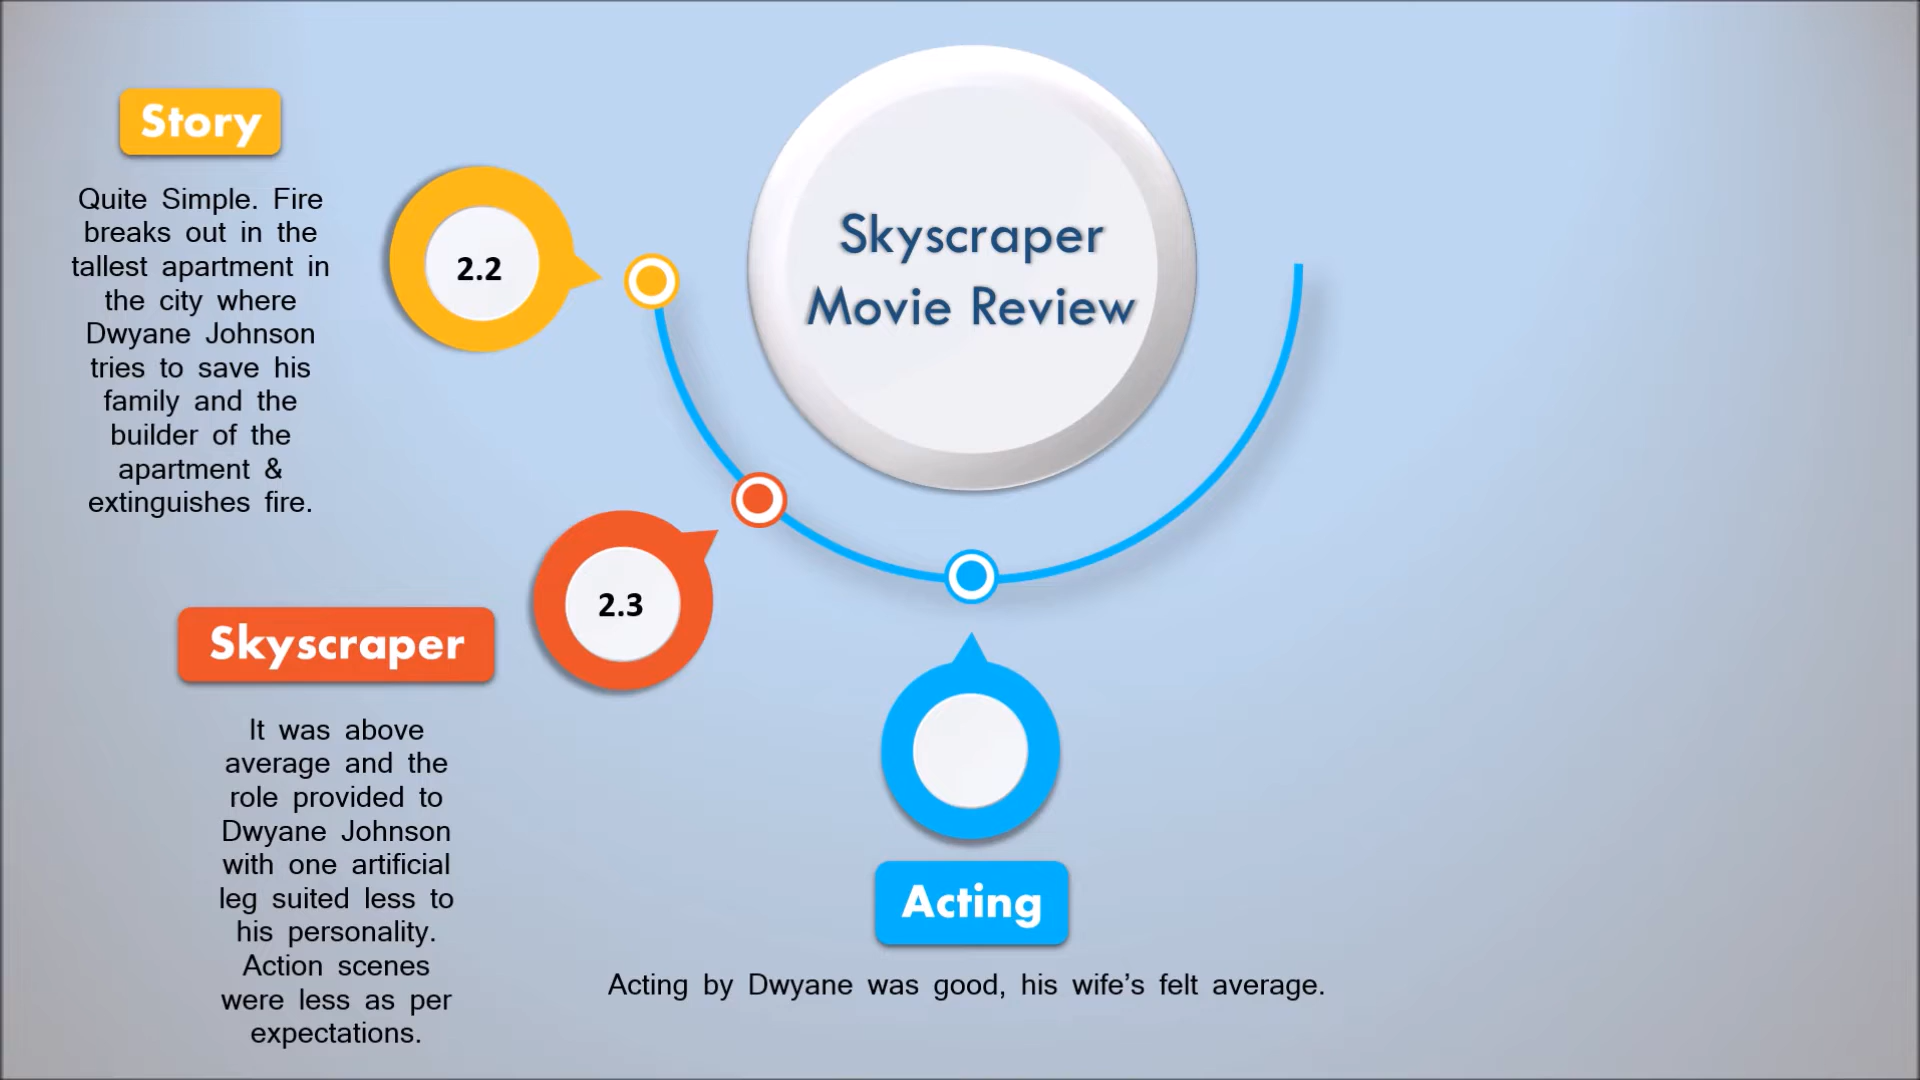 Skyscraper
Movie Review
Story
Quite Simple. Fire
breaks out in the
tallest apartment in
the city where
Dwyane Johnson
tries to save his
family and the
builder of the
apartment &
extinguishes fire.
2.2
Skyscraper
2.3
It was above
average and the
role provided to
Dwyane Johnson
with one artificial
leg suited less to
his personality.
Action scenes
were less as per
expectations.
Acting
Acting by Dwyane was good, his wife’s felt average.